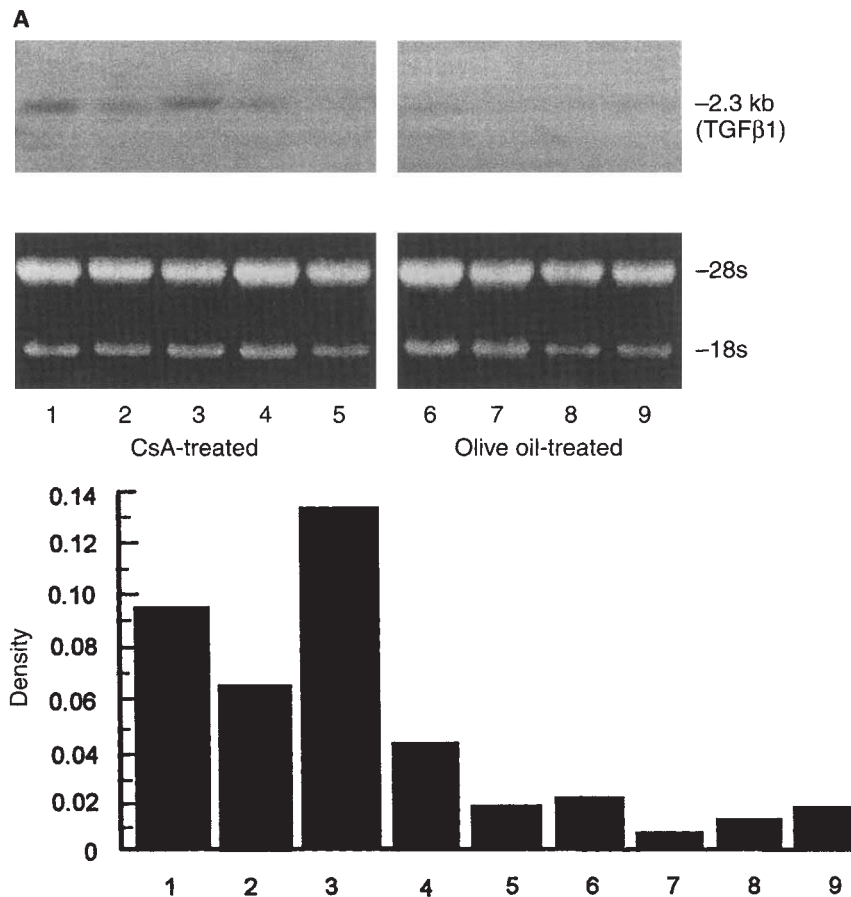 A
–2.3 kb
(TGFβ1)
–28s
–18s
1 2 3 4 5 6 7 8 9
CsA-treated Olive oil-treated
0.14
0.12
0.10
0.08
0.06
0.04
0.02
0
Density
1 2 3 4 5 6 7 8 9